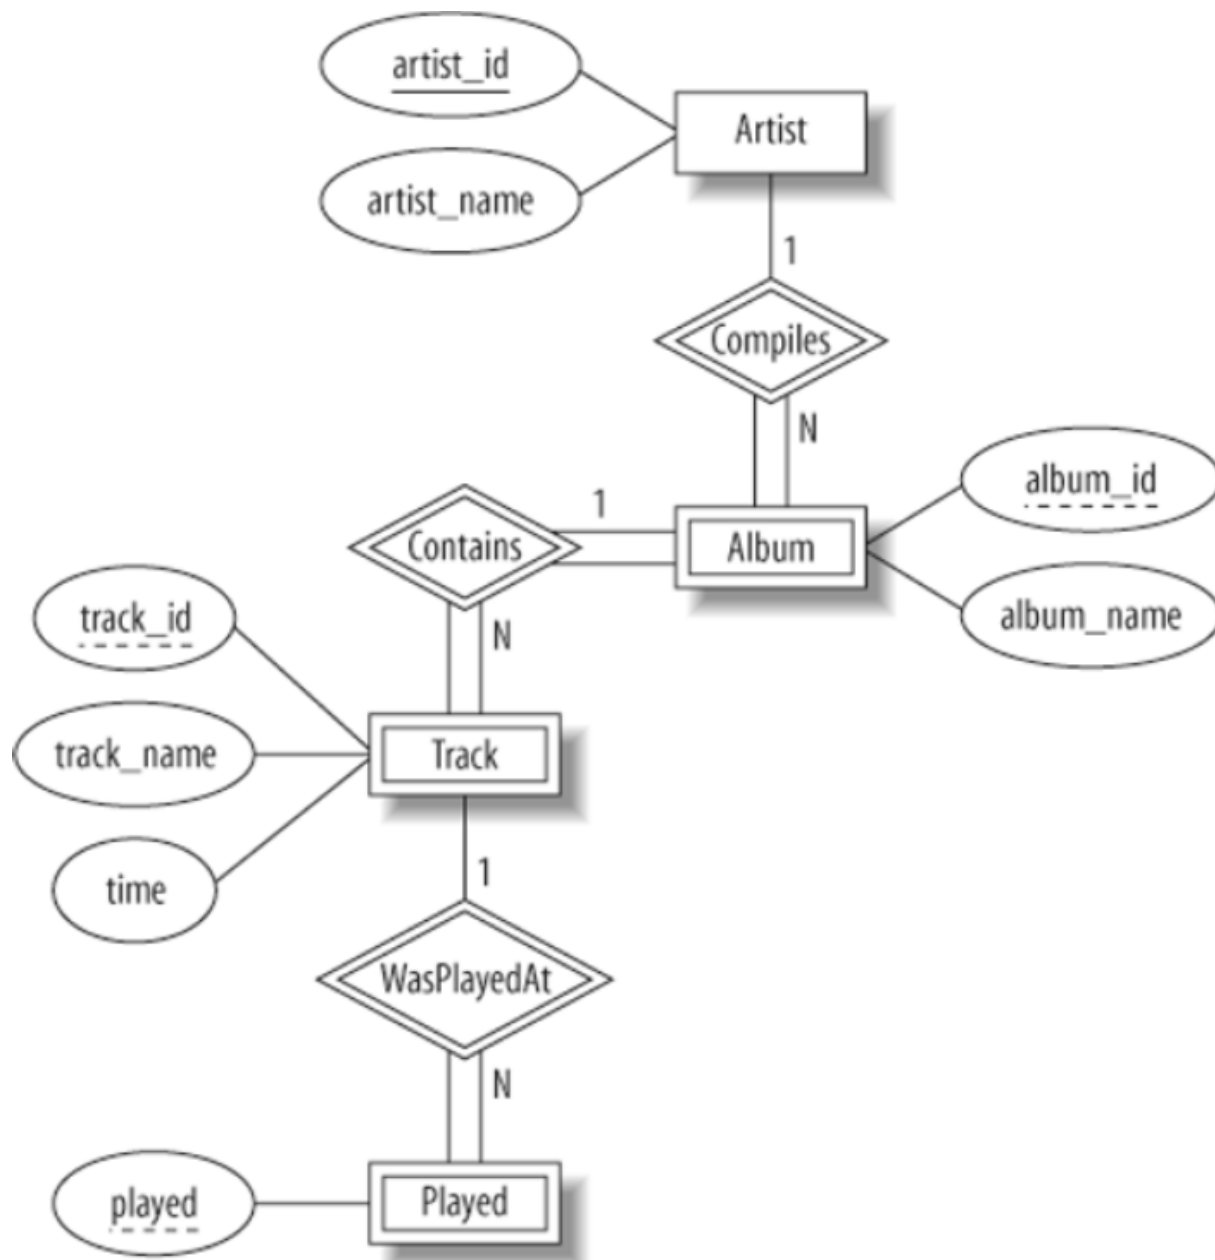 artist_id
Artist
artist_name
1
Compiles
N
album_id
1
Contains
Album
album_name
track_id
N
track_name
Track
time
1
WasPlayedAt
N
played
Played